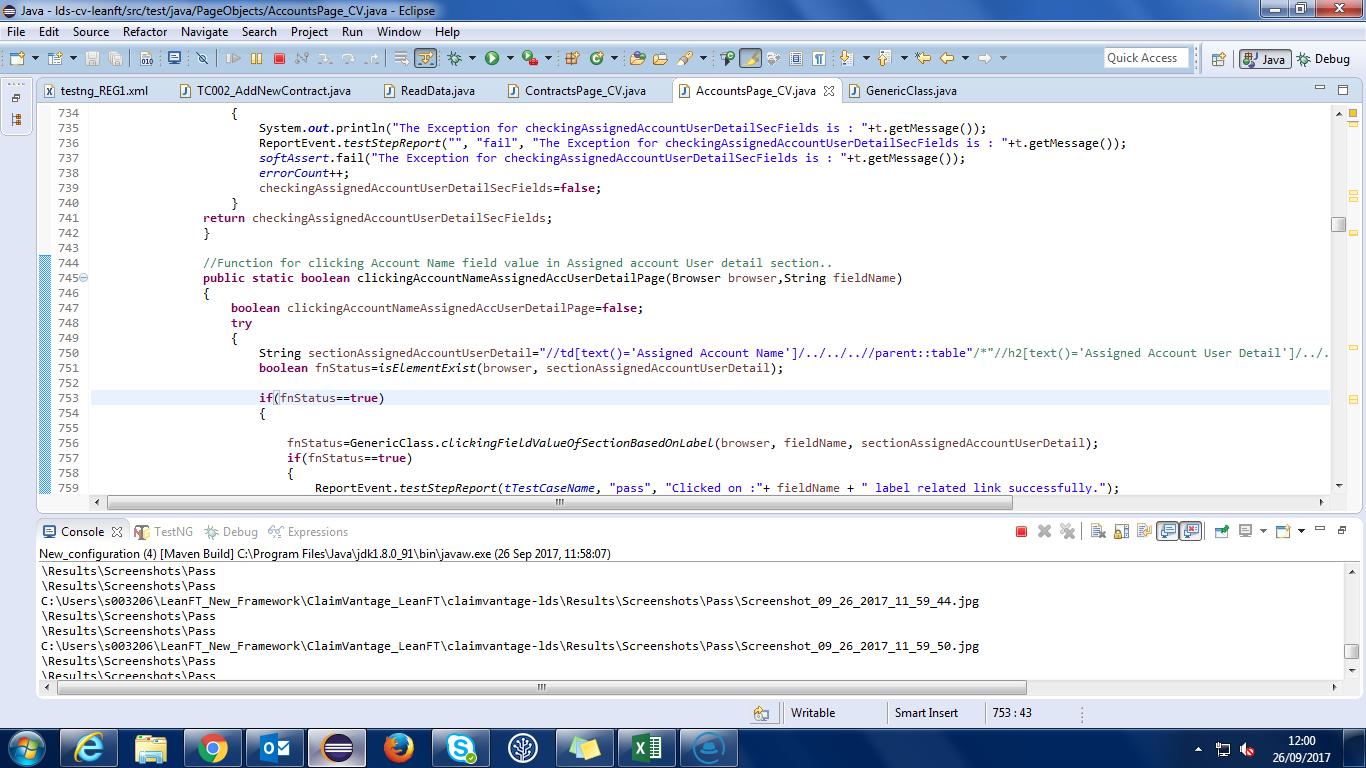 Java - lds-cv-leanft/src/test/java/PageObjects/AccountsPage_CV.java - Eclipse
File Edit Source Refactor Navigate Search Project Run Window Help
Quick Access Java Debug
testng_REG1.xml TC002_AddNewContract.java ReadData.java ContractsPage_CV.java AccountsPage_CV.java GenericClass.java
734 {
735 System.out.println("The Exception for checkingAssignedAccountUserDetailSecFields is : "+t.getMessage());
736 ReportEvent.testStepReport("", "fail", "The Exception for checkingAssignedAccountUserDetailSecFields is : "+t.getMessage());
737 softAssert.fail("The Exception for checkingAssignedAccountUserDetailSecFields is : "+t.getMessage());
738 errorCount++;
739 checkingAssignedAccountUserDetailSecFields=false;
740 }
741 return checkingAssignedAccountUserDetailSecFields;
742 }
743
744 //Function for clicking Account Name field value in Assigned account User detail section..
745 public static boolean clickingAccountNameAssignedAccUserDetailPage(Browser browser,String fieldName)
746 {
747 boolean clickingAccountNameAssignedAccUserDetailPage=false;
748 try
749 {
750 String sectionAssignedAccountUserDetail="//td[text()='Assigned Account Name']/../../..//parent::table"/*"//h2[text()='Assigned Account User Detail']/../.
751 boolean fnStatus=isElementExist(browser, sectionAssignedAccountUserDetail);
752
753 if(fnStatus==true)
754 {
755
756 fnStatus=GenericClass.clickingFieldValueOfSectionBasedOnLabel(browser, fieldName, sectionAssignedAccountUserDetail);
757 if(fnStatus==true)
758 {
759 ReportEvent.testStepReport(tTestCaseName, "pass", "Clicked on :"+ fieldName + " label related link successfully.");
Console TestNG Debug Expressions
New_configuration (4) [Maven Build] C:\Program Files\Java\jdk1.8.0_91\bin\javaw.exe (26 Sep 2017, 11:58:07)
\Results\Screenshots\Pass
\Results\Screenshots\Pass
C:\Users\s003206\LeanFT_New_Framework\ClaimVantage_LeanFT\claimvantage-lds\Results\Screenshots\Pass\Screenshot_09_26_2017_11_59_44.jpg
\Results\Screenshots\Pass
\Results\Screenshots\Pass
C:\Users\s003206\LeanFT_New_Framework\ClaimVantage_LeanFT\claimvantage-lds\Results\Screenshots\Pass\Screenshot_09_26_2017_11_59_50.jpg
\Results\Screenshots\Pass
\Results\Screenshots\Pass
Writable Smart Insert 753 : 43
12:00
26/09/2017